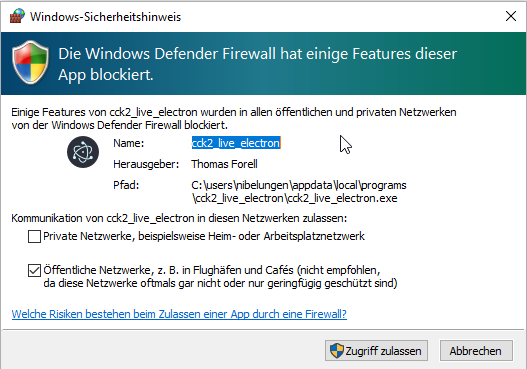 Windows-Sicherheitshinweis
Die Windows Defender Firewall hat einige Features dieser
App blockiert.
Einige Features von cck2_live_electron wurden in allen öffentlichen und privaten Netzwerken
von der Windows Defender Firewall blockiert.
Name: cck2_live_electron
Herausgeber: Thomas Forell
Pfad: C:\users\nibelungen\appdata\local\programs
\cck2_live_electron\cck2_live_electron.exe
Kommunikation von cck2_live_electron in diesen Netzwerken zulassen:
Private Netzwerke, beispielsweise Heim- oder Arbeitsplatznetzwerk
Öffentliche Netzwerke, z. B. in Flughäfen und Cafés (nicht empfohlen,
da diese Netzwerke oftmals gar nicht oder nur geringfügig geschützt sind)
Welche Risiken bestehen beim Zulassen einer App durch eine Firewall?
Zugriff zulassen Abbrechen